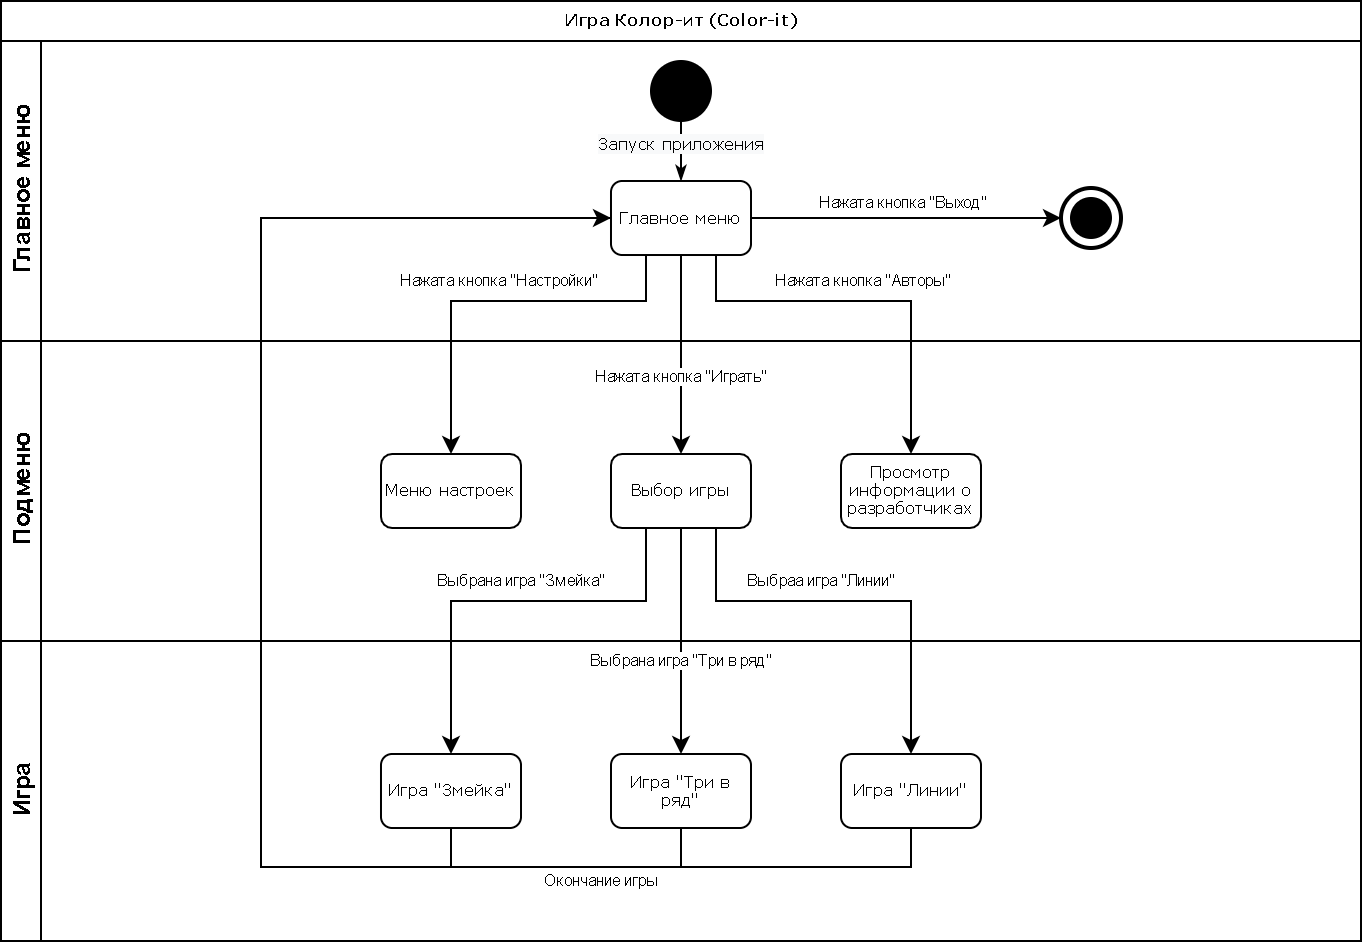 Игра Колор-ит (Color-it)
Главное меню
Запуск приложения
Главное меню
Нажата кнопка "Выход"
Нажата кнопка "Настройки"
Нажата кнопка "Авторы"
Подменю
Нажата кнопка "Играть"
Меню настроек
Выбор игры
Просмотр
информации о
разработчиках
Выбрана игра "Змейка"
Выбраа игра "Линии"
Игра
Выбрана игра "Три в ряд"
Игра "Змейка"
Игра "Три в
ряд"
Игра "Линии"
Окончание игры